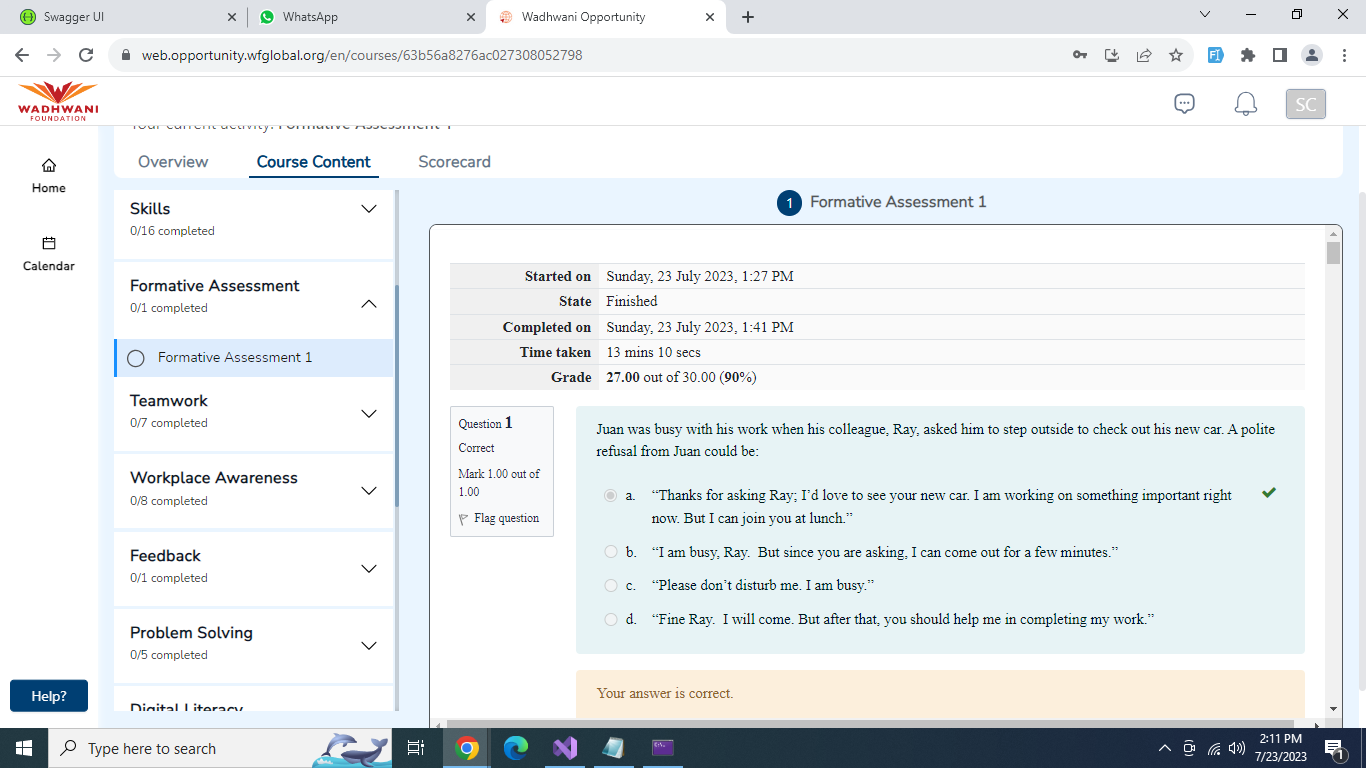 Swagger UI
WhatsApp
Wadhwani Opportunity
web.opportunity.wfglobal.org/en/courses/63b56a8276ac027308052798
WADHWANI
FOUNDATION
SC
Your current activity: Formative Assessment 1
Overview
Course Content
Scorecard
Home
Calendar
Help?
Skills
0/16 completed
Formative Assessment
0/1 completed
Formative Assessment 1
Teamwork
0/7 completed
Workplace Awareness
0/8 completed
Feedback
0/1 completed
Problem Solving
0/5 completed
Digital Literacy
1 Formative Assessment 1
Started on Sunday, 23 July 2023, 1:27 PM
State Finished
Completed on Sunday, 23 July 2023, 1:41 PM
Time taken 13 mins 10 secs
Grade 27.00 out of 30.00 (90%)
Question 1
Correct
Mark 1.00 out of
1.00
Flag question
Juan was busy with his work when his colleague, Ray, asked him to step outside to check out his new car. A polite
refusal from Juan could be:
a. “Thanks for asking Ray; I’d love to see your new car. I am working on something important right
now. But I can join you at lunch.”
b. “I am busy, Ray.  But since you are asking, I can come out for a few minutes.”
c. “Please don’t disturb me. I am busy.”
d. “Fine Ray.  I will come. But after that, you should help me in completing my work.”
Your answer is correct.
Type here to search
2:11 PM
7/23/2023
1